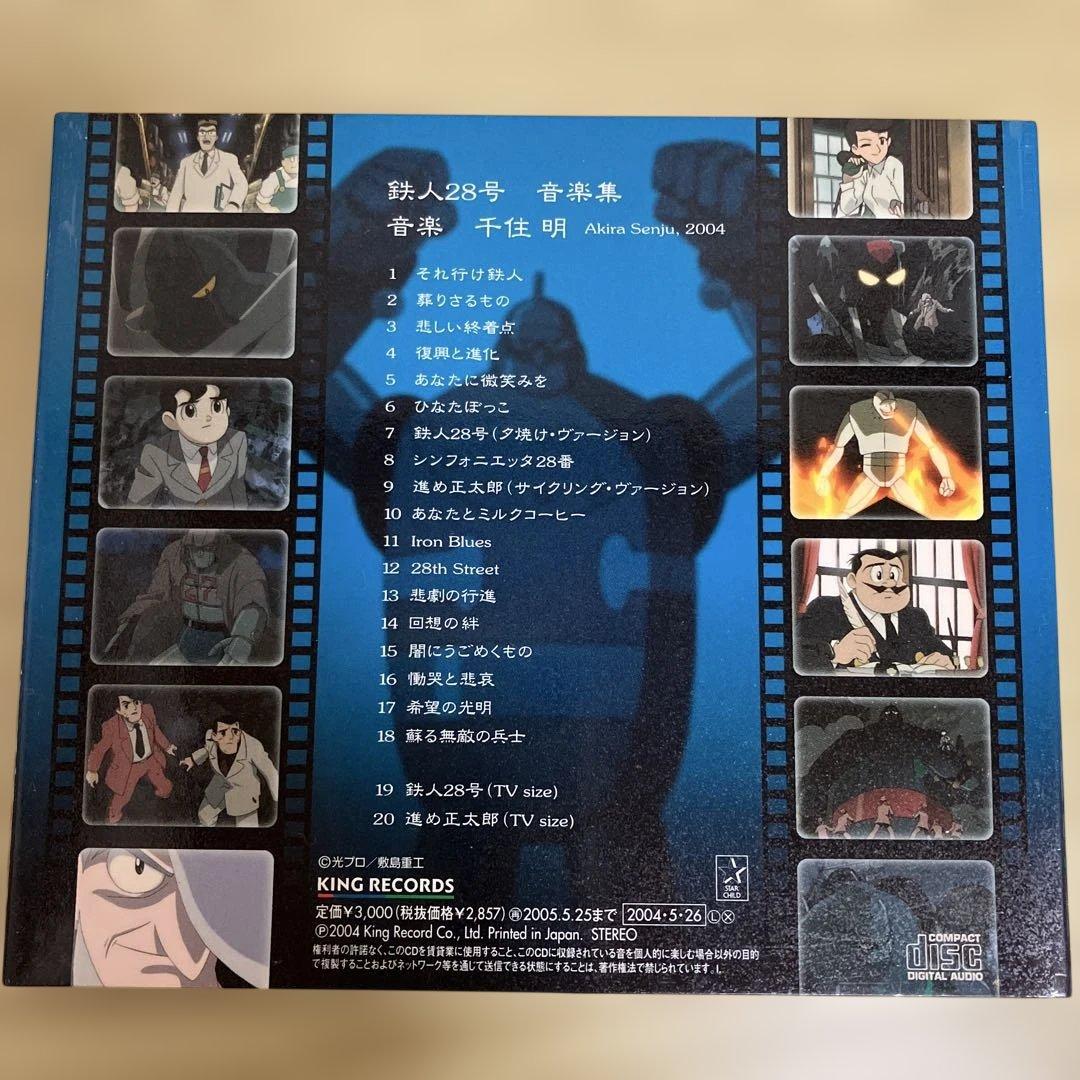 鉄人28号 音楽集
音楽 千住 明 Akira Senju, 2004
1 それ行け鉄人
2 葬りさるもの
3 悲しい終着点
4 復興と進化
5 あなたに微笑みを
6 ひなたぼっこ
7 鉄人28号(夕焼け・ヴァージョン)
8 シンフォニエッタ28番
9 進め正太郎(サイクリング・ヴァージョン)
10 あなたとミルクコーヒー
11 Iron Blues
12 28th Street
13 悲劇の行進
14 回想の絆
15 闇にうごめくもの
16 慟哭と悲哀
17 希望の光明
18 蘇る無敵の兵士
19 鉄人28号(TV size)
20 進め正太郎(TV size)
27
©光プロ/敷島重工
KING RECORDS
STAR CHILD
定価¥3,000(税抜価格¥2,857)再2005.5.25まで 2004・5・26 Ⓛ Ⓧ
Ⓟ2004 King Record Co., Ltd. Printed in Japan. STEREO
権利者の許諾なく、このCDを賃貸業に使用すること、このCDに収録されている音を個人的に楽しむ場合以外の目的
で複製することおよびネットワーク等を通じて送信できる状態にすることは、著作権法で禁じられています。I.
COMPACT
disc
DIGITAL AUDIO